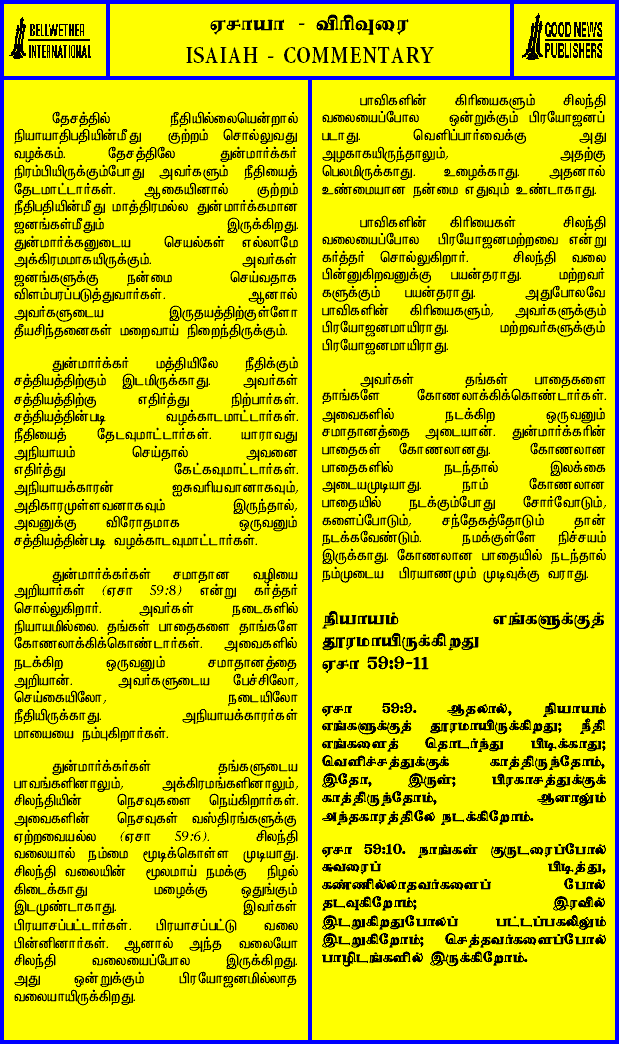 BELLWETHER
INTERNATIONAL
ஏசாயா - விரிவுரை
ISAIAH - COMMENTARY
GOOD NEWS
PUBLISHERS
தேசத்தில் நீதியில்லையென்றால்
நியாயாதிபதியின்மீது குற்றம் சொல்லுவது
வழக்கம். தேசத்திலே துன்மார்க்கர்
நிரம்பியிருக்கும்போது அவர்களும் நீதியைத்
தேடமாட்டார்கள். ஆகையினால் குற்றம்
நீதிபதியின்மீது மாத்திரமல்ல துன்மார்க்கமான
ஜனங்கள்மீதும் இருக்கிறது.
துன்மார்க்கனுடைய செயல்கள் எல்லாமே
அக்கிரமமாகயிருக்கும். அவர்கள்
ஜனங்களுக்கு நன்மை செய்வதாக
விளம்பரப்படுத்துவார்கள். ஆனால்
அவர்களுடைய இருதயத்திற்குள்ளோ
தீயசிந்தனைகள் மறைவாய் நிறைந்திருக்கும்.
துன்மார்க்கர் மத்தியிலே நீதிக்கும்
சத்தியத்திற்கும் இடமிருக்காது. அவர்கள்
சத்தியத்திற்கு எதிர்த்து நிற்பார்கள்.
சத்தியத்தின்படி வழக்காடமாட்டார்கள்.
நீதியைத் தேடவுமாட்டார்கள். யாராவது
அநியாயம் செய்தால் அவனை
எதிர்த்து கேட்கவுமாட்டார்கள்.
அநியாயக்காரன் ஐசுவரியவானாகவும்,
அதிகாரமுள்ளவனாகவும் இருந்தால்,
அவனுக்கு விரோதமாக ஒருவனும்
சத்தியத்தின்படி வழக்காடவுமாட்டார்கள்.
துன்மார்க்கர்கள் சமாதான வழியை
அறியார்கள் (ஏசா 59:8) என்று கர்த்தர்
சொல்லுகிறார். அவர்கள் நடைகளில்
நியாயமில்லை. தங்கள் பாதைகளை தாங்களே
கோணலாக்கிக்கொண்டார்கள். அவைகளில்
நடக்கிற ஒருவனும் சமாதானத்தை
அறியான். அவர்களுடைய பேச்சிலோ,
செய்கையிலோ, நடையிலோ
நீதியிருக்காது. அநியாயக்காரர்கள்
மாயையை நம்புகிறார்கள்.
துன்மார்க்கர்கள் தங்களுடைய
பாவங்களினாலும், அக்கிரமங்களினாலும்,
சிலந்தியின் நெசவுகளை நெய்கிறார்கள்.
அவைகளின் நெசவுகள் வஸ்திரங்களுக்கு
ஏற்றவையல்ல (ஏசா 59:6). சிலந்தி
வலையால் நம்மை மூடிக்கொள்ள முடியாது.
சிலந்தி வலையின் மூலமாய் நமக்கு நிழல்
கிடைக்காது மழைக்கு ஒதுங்கும்
இடமுண்டாகாது. இவர்கள்
பிரயாசப்பட்டார்கள். பிரயாசப்பட்டு வலை
பின்னினார்கள். ஆனால் அந்த வலையோ
சிலந்தி வலையைப்போல இருக்கிறது.
அது ஒன்றுக்கும் பிரயோஜனமில்லாத
வலையாயிருக்கிறது.
பாவிகளின் கிரியைகளும் சிலந்தி
வலையைப்போல ஒன்றுக்கும் பிரயோஜனப்
படாது. வெளிப்பார்வைக்கு அது
அழகாகயிருந்தாலும், அதற்கு
பெலமிருக்காது. உழைக்காது. அதனால்
உண்மையான நன்மை எதுவும் உண்டாகாது.
பாவிகளின் கிரியைகள் சிலந்தி
வலையைப்போல பிரயோஜனமற்றவை என்று
கர்த்தர் சொல்லுகிறார். சிலந்தி வலை
பின்னுகிறவனுக்கு பயன்தராது. மற்றவர்
களுக்கும் பயன்தராது. அதுபோலவே
பாவிகளின் கிரியைகளும், அவர்களுக்கும்
பிரயோஜனமாயிராது. மற்றவர்களுக்கும்
பிரயோஜனமாயிராது.
அவர்கள் தங்கள் பாதைகளை
தாங்களே கோணலாக்கிக்கொண்டார்கள்.
அவைகளில் நடக்கிற ஒருவனும்
சமாதானத்தை அடையான். துன்மார்க்கரின்
பாதைகள் கோணலானது. கோணலான
பாதைகளில் நடந்தால் இலக்கை
அடையமுடியாது. நாம் கோணலான
பாதையில் நடக்கும்போது சோர்வோடும்,
களைப்போடும், சந்தேகத்தோடும் தான்
நடக்கவேண்டும். நமக்குள்ளே நிச்சயம்
இருக்காது. கோணலான பாதையில் நடந்தால்
நம்முடைய பிரயாணமும் முடிவுக்கு வராது.
நியாயம் எங்களுக்குத்
தூரமாயிருக்கிறது
ஏசா 59:9-11
ஏசா 59:9. ஆதலால், நியாயம்
எங்களுக்குத் தூரமாயிருக்கிறது; நீதி
எங்களைத் தொடர்ந்து பிடிக்காது;
வெளிச்சத்துக்குக் காத்திருந்தோம்,
இதோ, இருள்; பிரகாசத்துக்குக்
காத்திருந்தோம், ஆனாலும்
அந்தகாரத்திலே நடக்கிறோம்.
ஏசா 59:10. நாங்கள் குருடரைப்போல்
சுவரைப் பிடித்து,
கண்ணில்லாதவர்களைப் போல்
தடவுகிறோம்; இரவில்
இடறுகிறதுபோலப் பட்டப்பகலிலும்
இடறுகிறோம்; செத்தவர்களைப்போல்
பாழிடங்களில் இருக்கிறோம்.